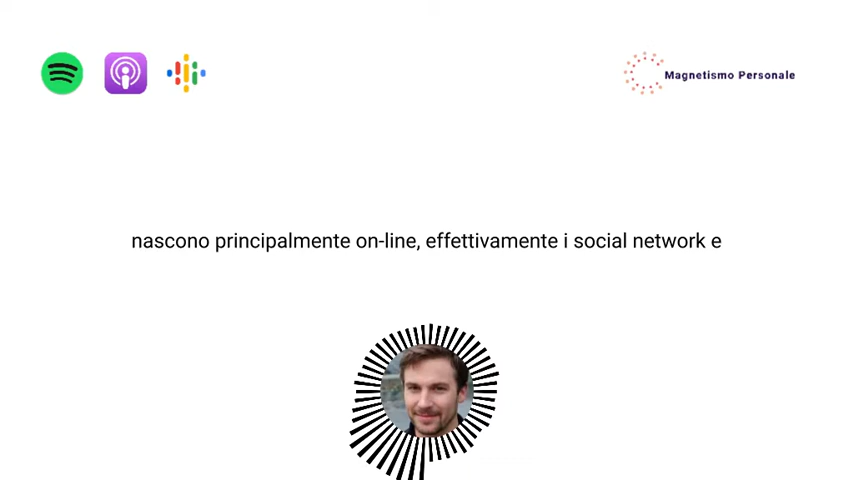 Magnetismo Personale
nascono principalmente on-line, effettivamente i social network e